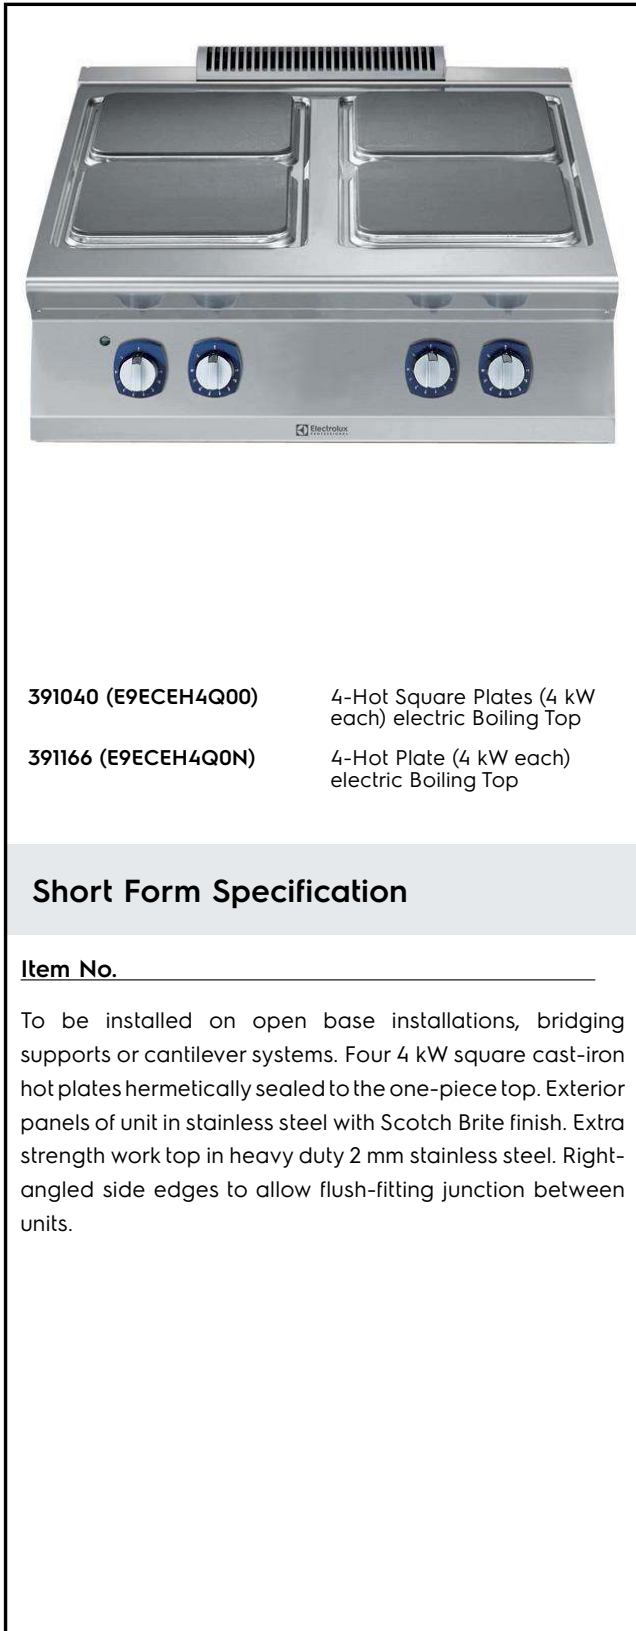 Electrolux
PROFESSIONAL
391040 (E9ECEH4Q00) 4-Hot Square Plates (4 kW
each) electric Boiling Top
391166 (E9ECEH4Q0N) 4-Hot Plate (4 kW each)
electric Boiling Top
Short Form Specification
Item No.
To be installed on open base installations, bridging
supports or cantilever systems. Four 4 kW square cast-iron
hot plates hermetically sealed to the one-piece top. Exterior
panels of unit in stainless steel with Scotch Brite finish. Extra
strength work top in heavy duty 2 mm stainless steel. Right-
angled side edges to allow flush-fitting junction between
units.